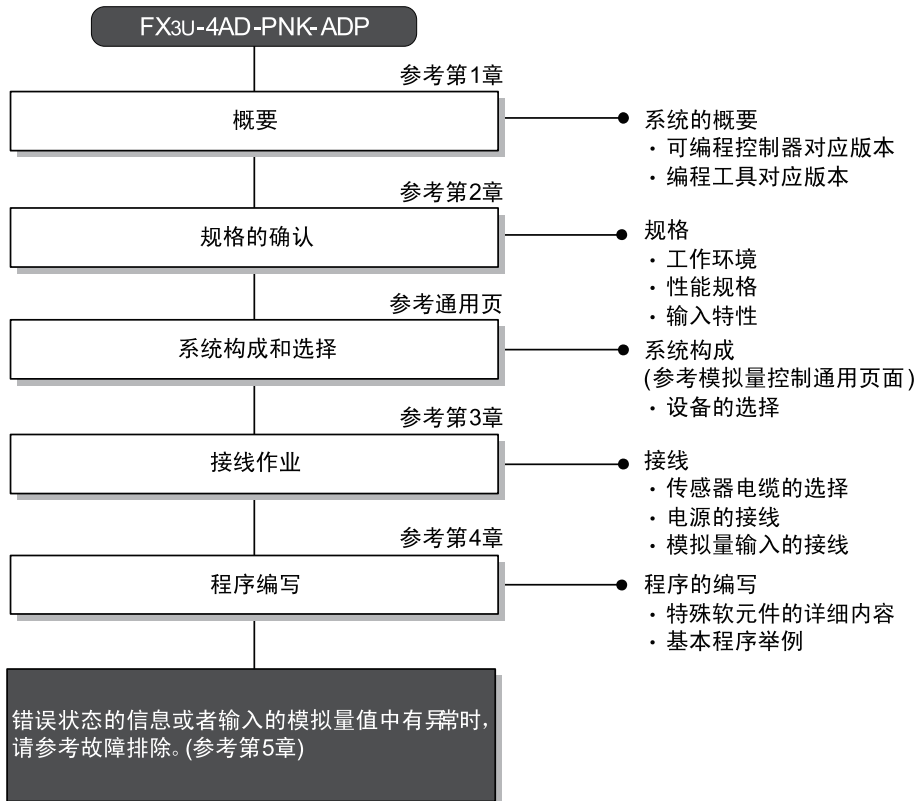 FX3U-4AD-PNK-ADP
参考第1章
概要
系统的概要
・可编程控制器对应版本
・编程工具对应版本
参考第2章
规格的确认
规格
・工作环境
・性能规格
・输入特性
参考通用页
系统构成和选择
系统构成
(参考模拟量控制通用页面)
・设备的选择
参考第3章
接线作业
接线
・传感器电缆的选择
・电源的接线
・模拟量输入的接线
参考第4章
程序编写
程序的编写
・特殊软元件的详细内容
・基本程序举例
错误状态的信息或者输入的模拟量值中有异常时，
请参考故障排除。(参考第5章)